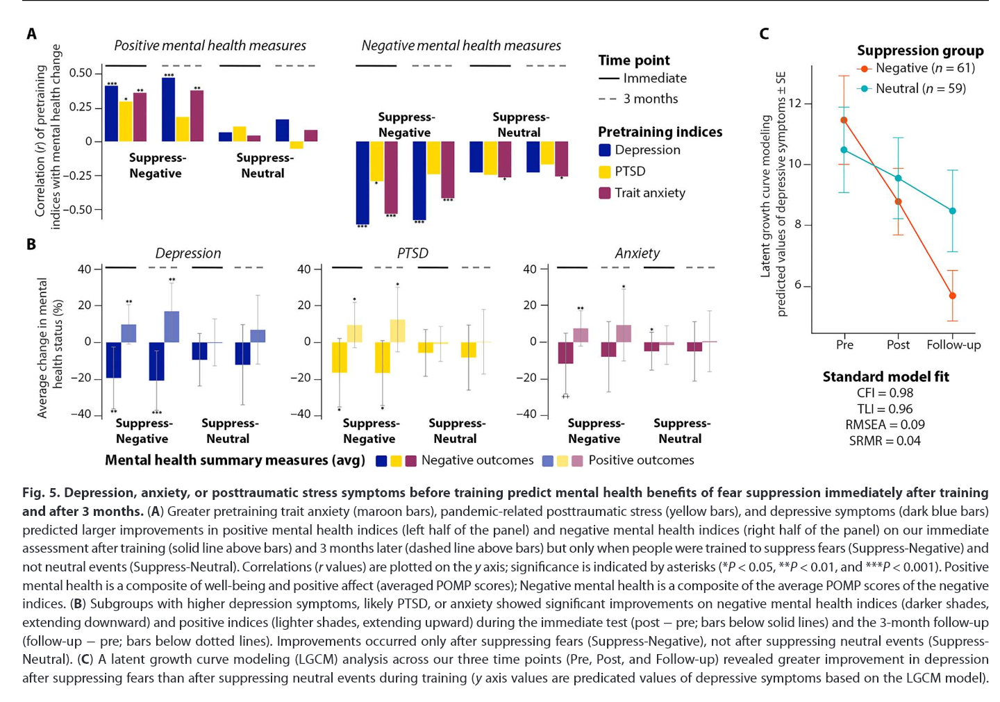 A
Positive mental health measures
Negative mental health measures
Correlation (r) of pretraining
indices with mental health change
0.50
0.25
0
−0.25
−0.50
***
*
**
***
**
Suppress-
Negative
Suppress-
Neutral
Suppress-
Negative
Suppress-
Neutral
***
*
***
***
***
*
*
Time point
Immediate
3 months
Pretraining indices
Depression
PTSD
Trait anxiety
B
Depression
PTSD
Anxiety
Average change in mental
health status (%)
40
20
0
−20
−40
**
**
**
***
Suppress-
Negative
Suppress-
Neutral
40
20
0
−20
−40
*
*
*
*
Suppress-
Negative
Suppress-
Neutral
40
20
0
−20
−40
**
*
*
Suppress-
Negative
Suppress-
Neutral
Mental health summary measures (avg)
Negative outcomes
Positive outcomes
C
Suppression group
Negative (n = 61)
Neutral (n = 59)
Latent growth curve modeling
predicted values of depressive symptoms ± SE
12
10
8
6
Pre
Post
Follow-up
Standard model fit
CFI = 0.98
TLI = 0.96
RMSEA = 0.09
SRMR = 0.04
Fig. 5. Depression, anxiety, or posttraumatic stress symptoms before training predict mental health benefits of fear suppression immediately after training
and after 3 months. (A) Greater pretraining trait anxiety (maroon bars), pandemic-related posttraumatic stress (yellow bars), and depressive symptoms (dark blue bars)
predicted larger improvements in positive mental health indices (left half of the panel) and negative mental health indices (right half of the panel) on our immediate
assessment after training (solid line above bars) and 3 months later (dashed line above bars) but only when people were trained to suppress fears (Suppress-Negative) and
not neutral events (Suppress-Neutral). Correlations (r values) are plotted on the y axis; significance is indicated by asterisks (*P < 0.05, **P < 0.01, and ***P < 0.001). Positive
mental health is a composite of well-being and positive affect (averaged POMP scores); Negative mental health is a composite of the average POMP scores of the negative
indices. (B) Subgroups with higher depression symptoms, likely PTSD, or anxiety showed significant improvements on negative mental health indices (darker shades,
extending downward) and positive indices (lighter shades, extending upward) during the immediate test (post − pre; bars below solid lines) and the 3-month follow-up
(follow-up − pre; bars below dotted lines). Improvements occurred only after suppressing fears (Suppress-Negative), not after suppressing neutral events (Suppress-
Neutral). (C) A latent growth curve modeling (LGCM) analysis across our three time points (Pre, Post, and Follow-up) revealed greater improvement in depression
after suppressing fears than after suppressing neutral events during training (y axis values are predicated values of depressive symptoms based on the LGCM model).